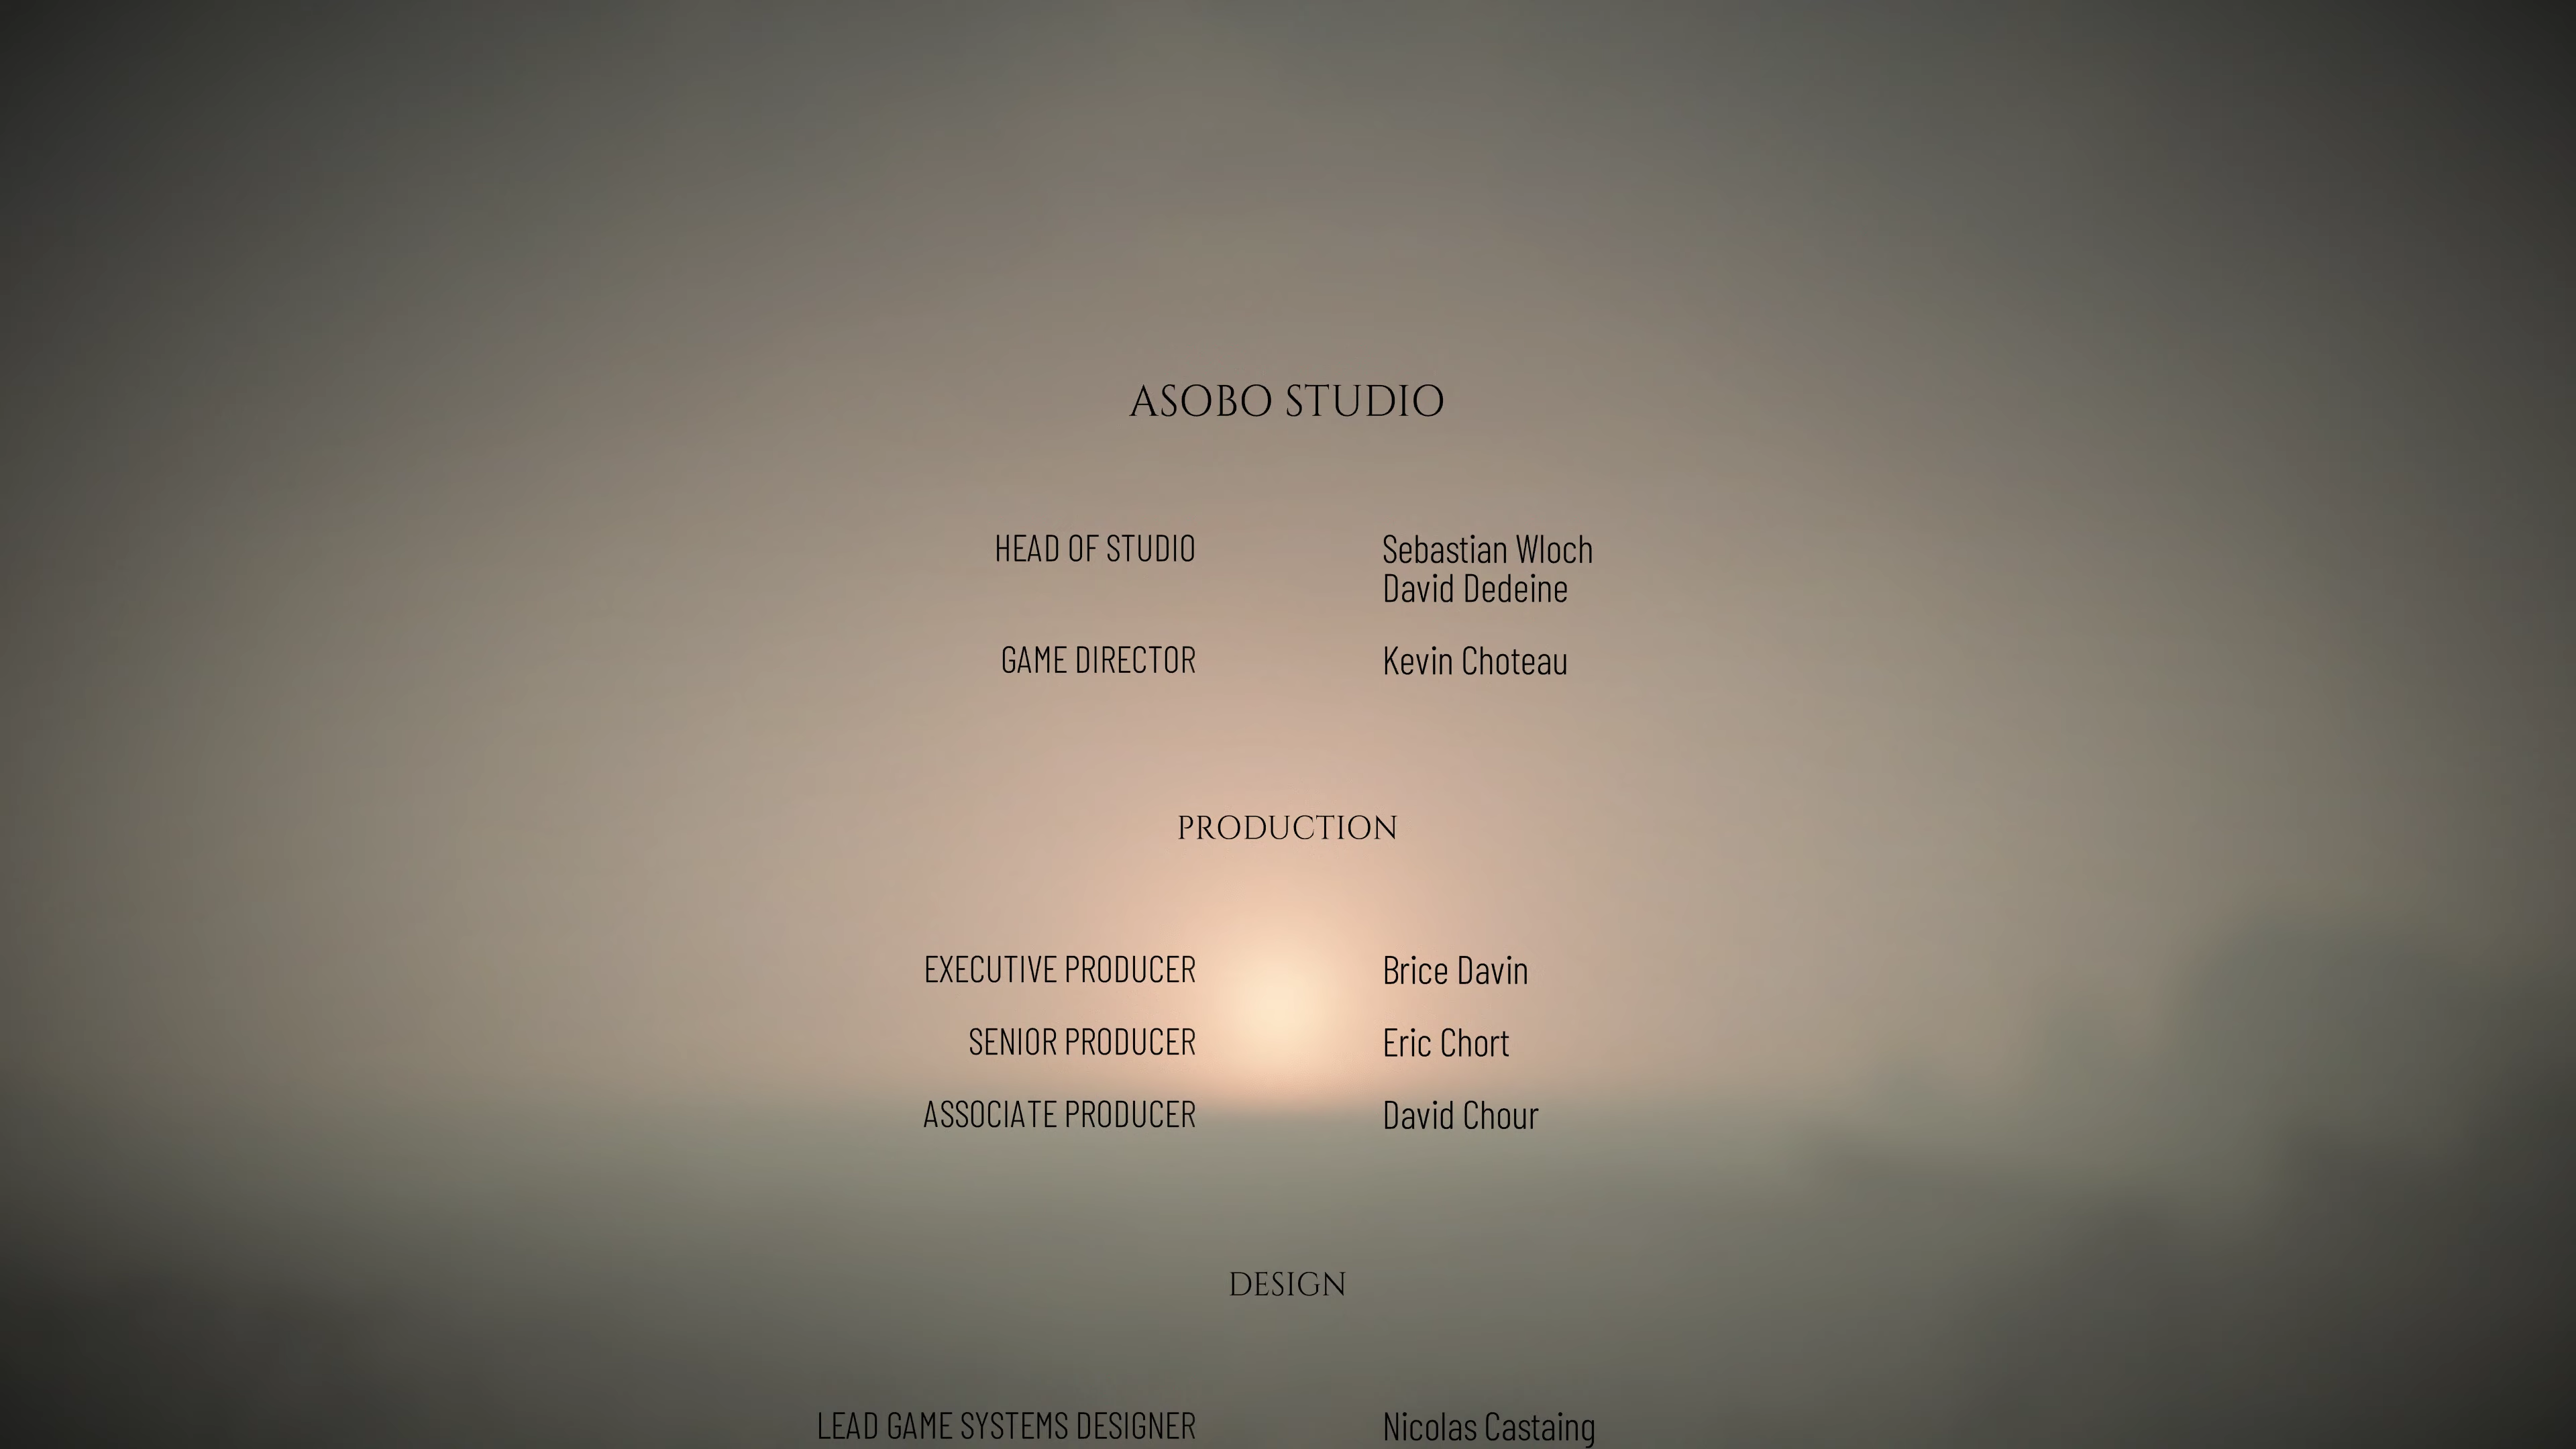 ASOBO STUDIO
HEAD OF STUDIO Sebastian Wloch
David Dedeine
GAME DIRECTOR Kevin Choteau
PRODUCTION
EXECUTIVE PRODUCER Brice Davin
SENIOR PRODUCER Eric Chort
ASSOCIATE PRODUCER David Chour
DESIGN
LEAD GAME SYSTEMS DESIGNER Nicolas Castaing